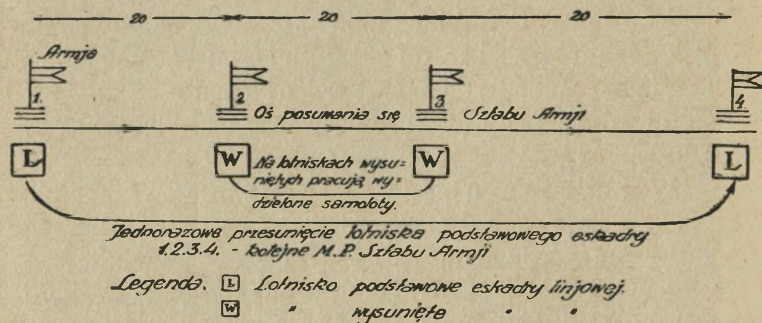 20 20 20
Armja
1. 2 3 4.
Oś posuwania się Sztabu Armji
L W W L
Na lotniskach wysu-
niętych pracują wy-
dzielone samoloty.
Jednorazowe przesunięcie lotniska podstawowego eskadry
1.2.3.4. - kolejne M.P. Sztabu Armji
Legenda. L Lotnisko podstawowe eskadry linjowej.
W " wysunięte " "